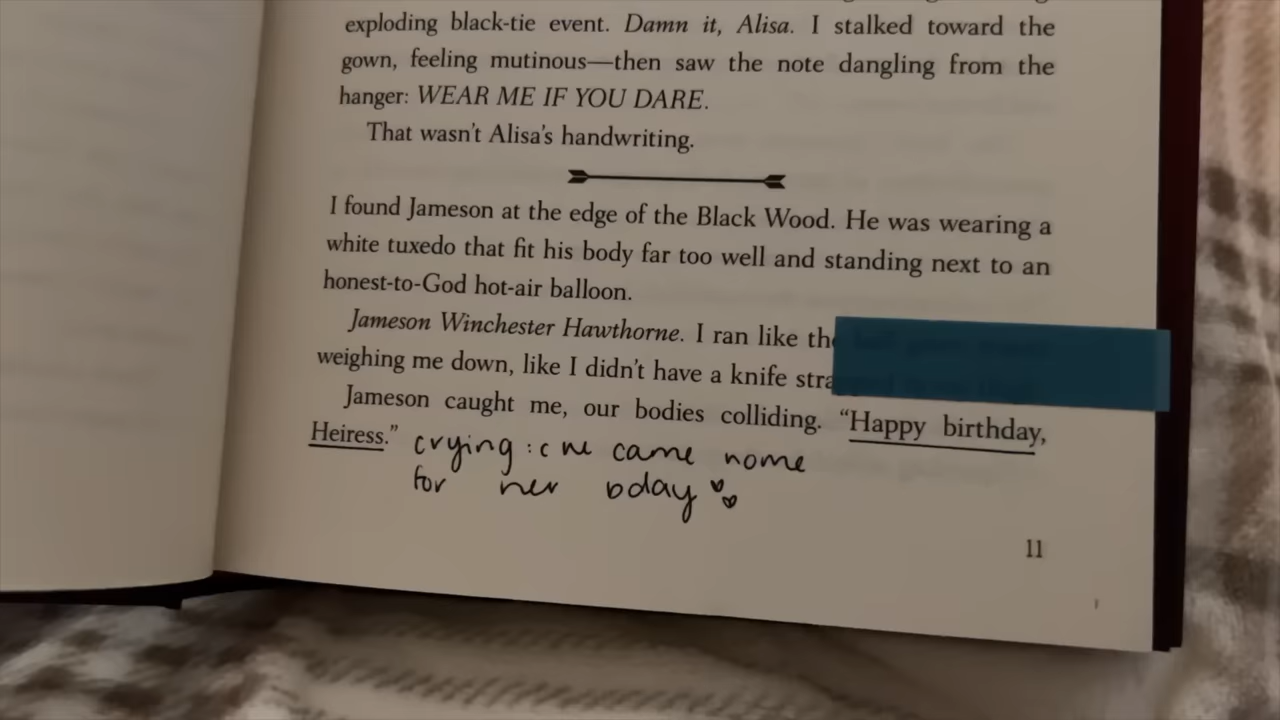 exploding black-tie event. Damn it, Alisa. I stalked toward the
gown, feeling mutinous—then saw the note dangling from the
hanger: WEAR ME IF YOU DARE.
That wasn't Alisa's handwriting.
I found Jameson at the edge of the Black Wood. He was wearing a
white tuxedo that fit his body far too well and standing next to an
honest-to-God hot-air balloon.
Jameson Winchester Hawthorne. I ran like the
weighing me down, like I didn't have a knife
Jameson caught me, our bodies colliding. “Happy birthday,
Heiress.” crying :c he came home
for her bday
11